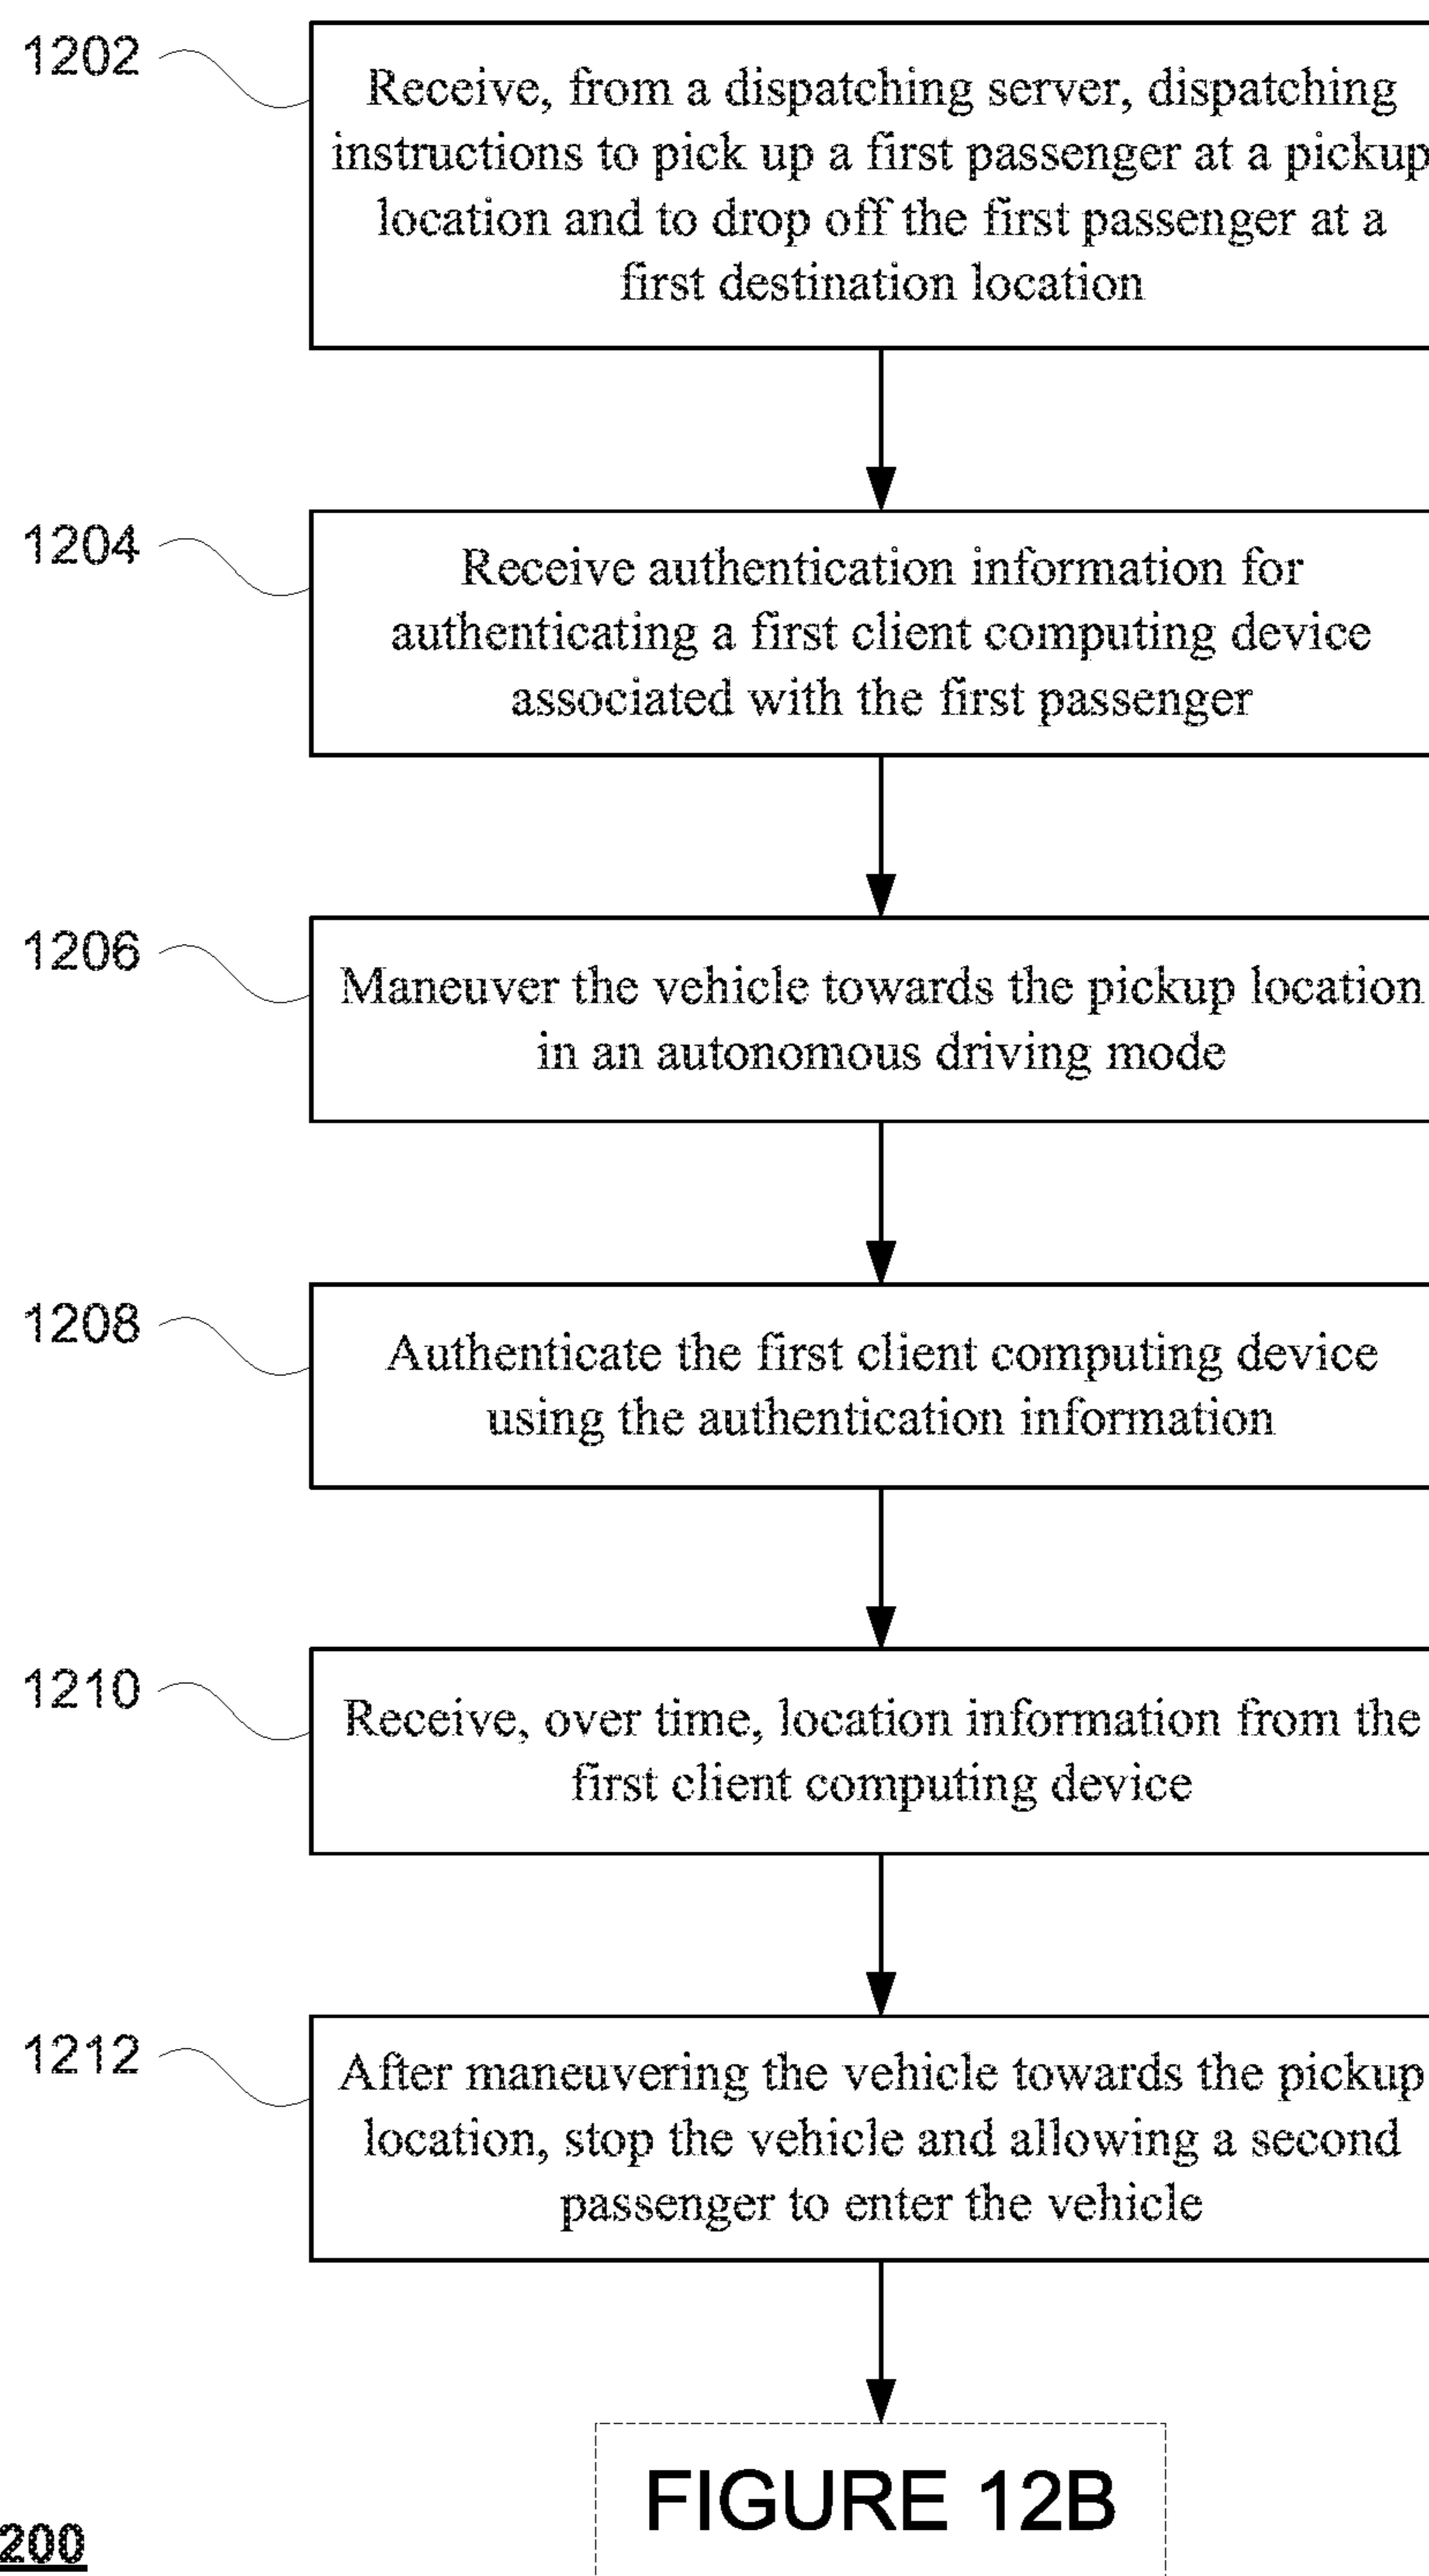 1202
Receive, from a dispatching server, dispatching
instructions to pick up a first passenger at a pickup
location and to drop off the first passenger at a
first destination location
1204
Receive authentication information for
authenticating a first client computing device
associated with the first passenger
1206
Maneuver the vehicle towards the pickup location
in an autonomous driving mode
1208
Authenticate the first client computing device
using the authentication information
1210
Receive, over time, location information from the
first client computing device
1212
After maneuvering the vehicle towards the pickup
location, stop the vehicle and allowing a second
passenger to enter the vehicle
FIGURE 12B
200